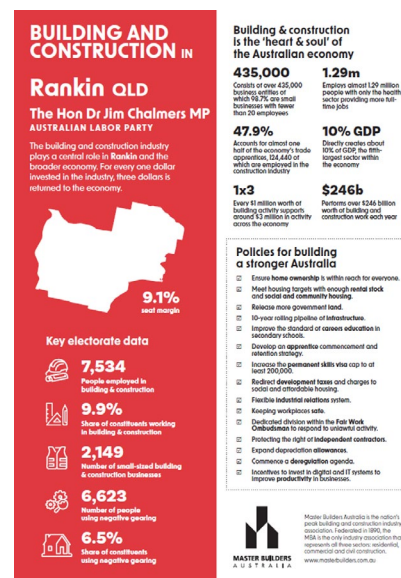 BUILDING AND
CONSTRUCTION IN
Rankin QLD
The Hon Dr Jim Chalmers MP
AUSTRALIAN LABOR PARTY
The building and construction industry
plays a central role in Rankin and the
broader economy. For every one dollar
invested in the industry, three dollars is
returned to the economy.
9.1%
seat margin
Key electorate data
7,534
People employed in
building & construction
9.9%
Share of constituents working
in building & construction
2,149
Number of small-sized building
& construction businesses
6,623
Number of people
using negative gearing
6.5%
Share of constituents
using negative gearing
Building & construction
is the 'heart & soul' of
the Australian economy
435,000
Consists of over 435,000
business entities of
which 98.7% are small
businesses with fewer
than 20 employees
1.29m
Employs almost 1.29 million
people with only the health
sector providing more full-
time jobs
47.9%
Accounts for almost one
half of the economy's trade
apprentices, 124,440 of
which are employed in the
construction industry
10% GDP
Directly creates about
10% of GDP, the fifth-
largest sector within
the economy
1x3
Every $1 million worth of
building activity supports
around $3 million in activity
across the economy
$246b
Performs over $246 billion
worth of building and
construction work each year
Policies for building
a stronger Australia
Ensure home ownership is within reach for everyone.
Meet housing targets with enough rental stock
and social and community housing.
Release more government land.
10-year rolling pipeline of infrastructure.
Improve the standard of careers education in
secondary schools.
Develop an apprentice commencement and
retention strategy.
Increase the permanent skills visa cap to at
least 200,000.
Redirect development taxes and charges to
social and affordable housing.
Flexible industrial relations system.
Keeping workplaces safe.
Dedicated division within the Fair Work
Ombudsman to respond to unlawful activity.
Protecting the right of independent contractors.
Expand depreciation allowances.
Commence a deregulation agenda.
Incentives to invest in digital and IT systems to
improve productivity in businesses.
MASTER BUILDERS
AUSTRALIA
Master Builders Australia is the nation's
peak building and construction industry
association. Federated in 1890, the
MBA is the only industry association that
represents all three sectors: residential,
commercial and civil construction.
www.masterbuilders.com.au